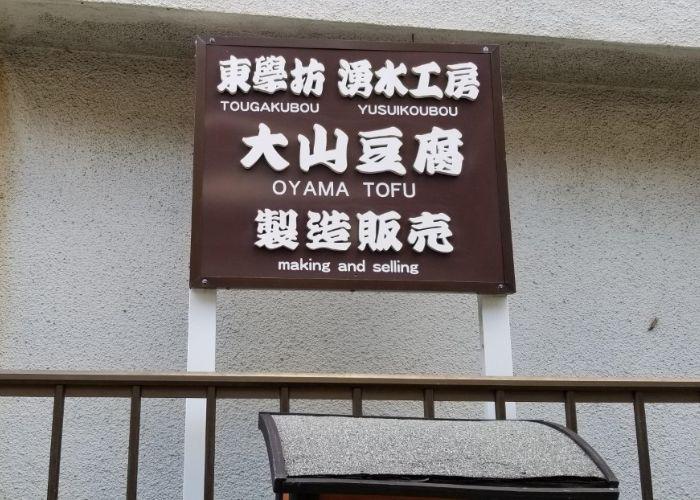 東學坊 湧水工房
TOUGAKUBOU YUSUIKOUBOU
大山豆腐
OYAMA TOFU
製造販売
making and selling